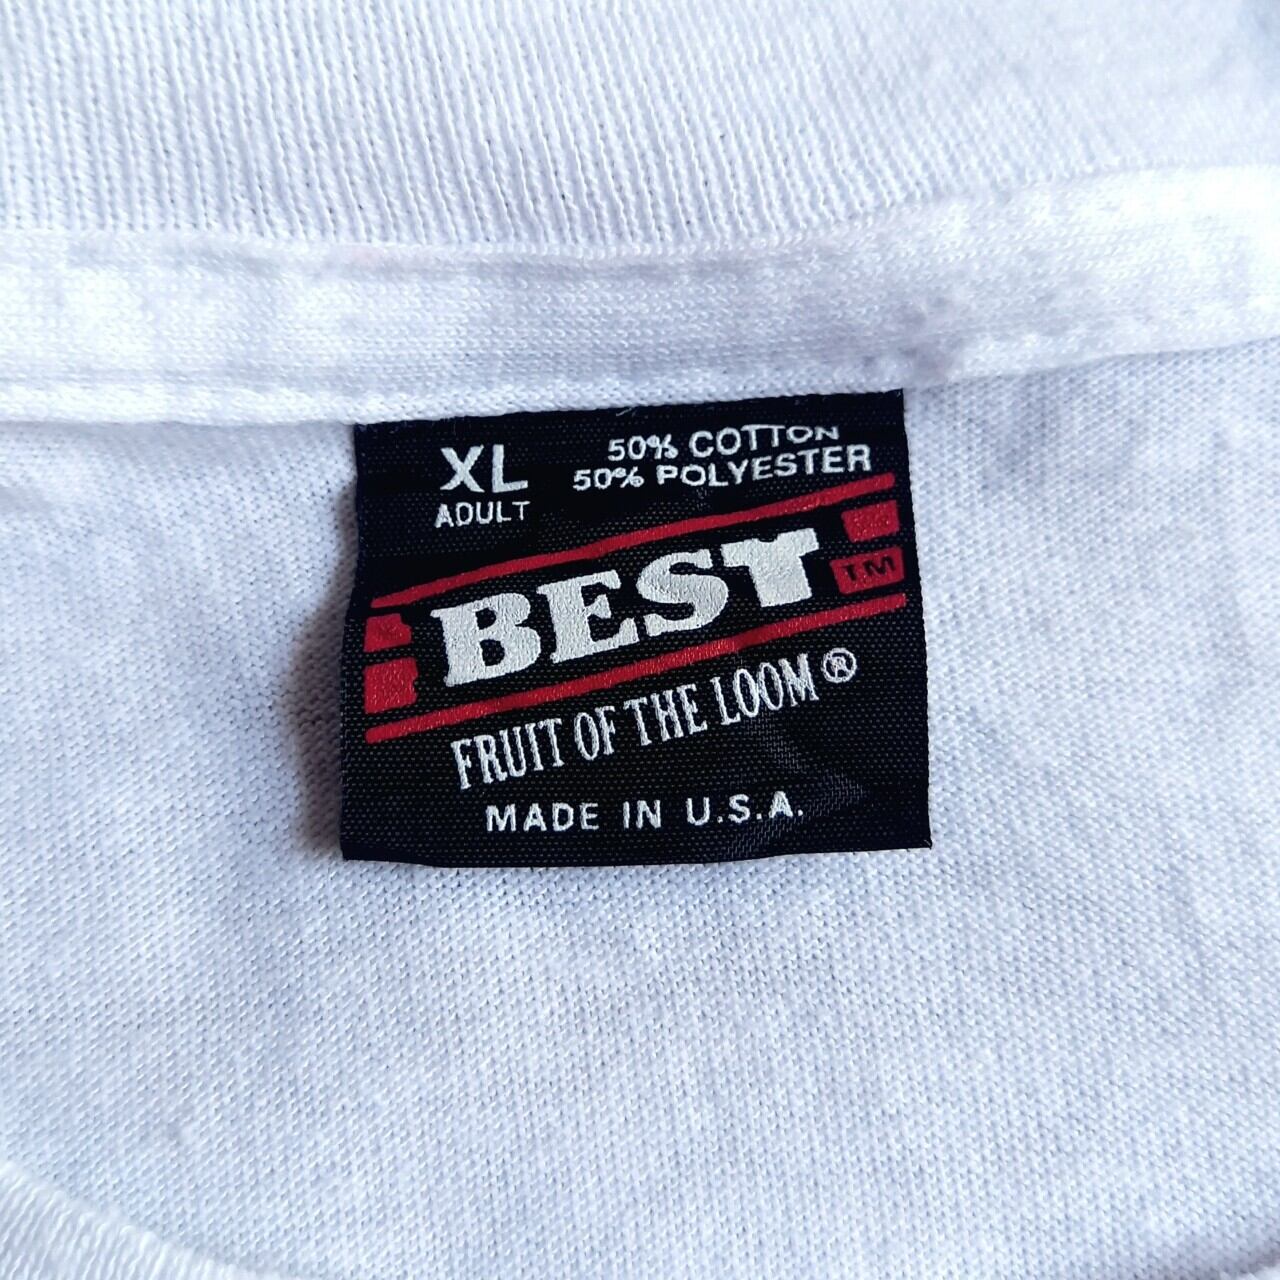 XL
ADULT
50% COTTON
50% POLYESTER
BEST TM
FRUIT OF THE LOOM®
MADE IN U.S.A.